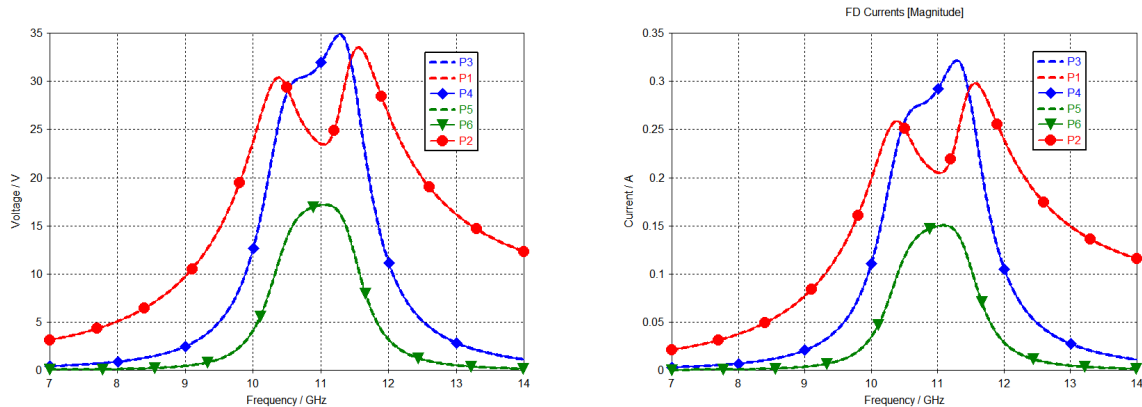 FD Currents [Magnitude]
35
30
25
20
15
10
5
0
Voltage / V
7
8
9
10
11
12
13
14
Frequency / GHz
P3
P1
P4
P5
P6
P2
0.35
0.3
0.25
0.2
0.15
0.1
0.05
0
Current / A
7
8
9
10
11
12
13
14
Frequency / GHz
P3
P1
P4
P5
P6
P2